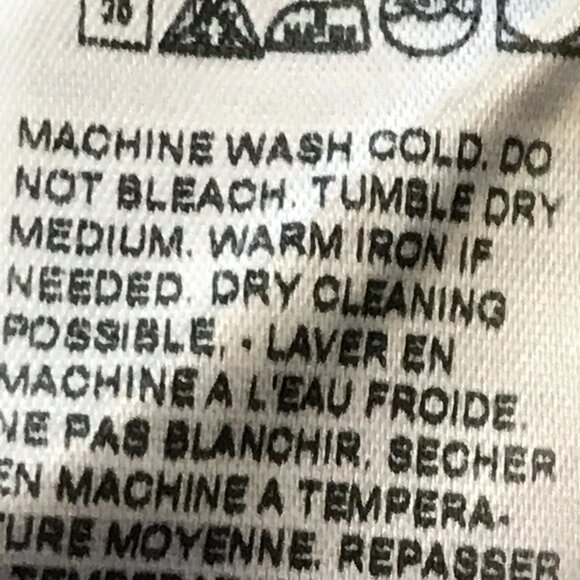 30
MACHINE WASH COLD. DO
NOT BLEACH. TUMBLE DRY
MEDIUM. WARM IRON IF
NEEDED. DRY CLEANING
POSSIBLE. - LAVER EN
MACHINE A L'EAU FROIDE.
NE PAS BLANCHIR. SECHER
EN MACHINE A TEMPERA-
TURE MOYENNE. REPASSER